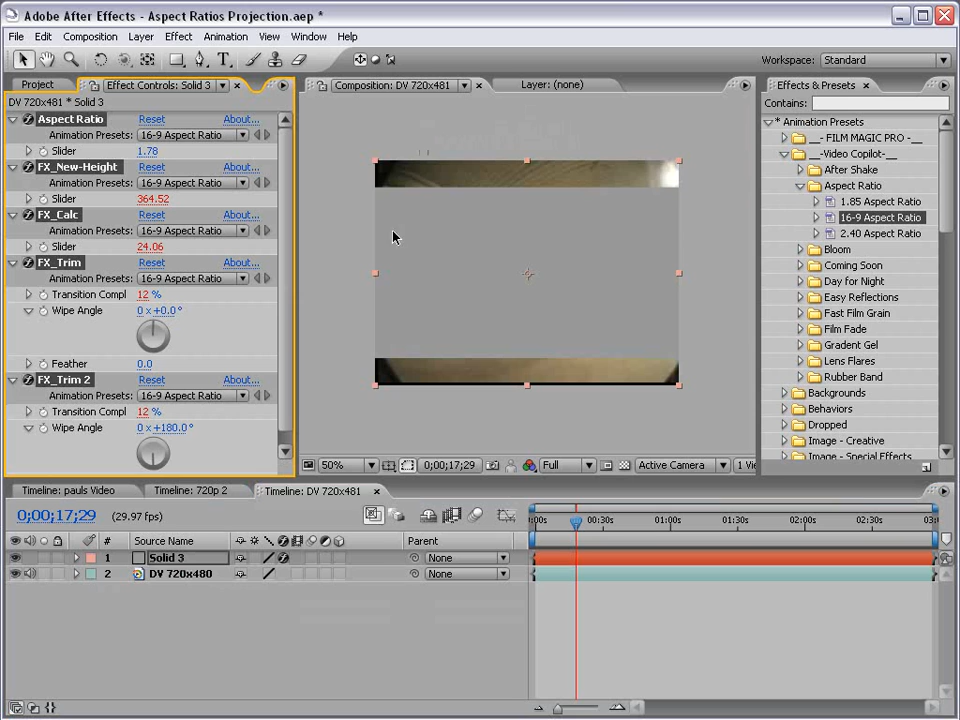 Adobe After Effects - Aspect Ratios Projection.aep *
File Edit Composition Layer Effect Animation View Window Help
Workspace: Standard
Project Effect Controls: Solid 3 Composition: DV 720x481 Layer: (none) Effects & Presets
DV 720x481 * Solid 3
Contains:
Aspect Ratio Reset About...
Animation Presets: 16-9 Aspect Ratio
Slider 1.78
FX_New-Height Reset About...
Animation Presets: 16-9 Aspect Ratio
Slider 364.52
FX_Calc Reset About...
Animation Presets: 16-9 Aspect Ratio
Slider 24.06
FX_Trim Reset About...
Animation Presets: 16-9 Aspect Ratio
Transition Compl 12 %
Wipe Angle 0 x+0.0°
Feather 0.0
FX_Trim 2 Reset About...
Animation Presets: 16-9 Aspect Ratio
Transition Compl 12 %
Wipe Angle 0 x+180.0°
* Animation Presets
__- FILM MAGIC PRO -__
__-Video Copilot-__
After Shake
Aspect Ratio
1.85 Aspect Ratio
16-9 Aspect Ratio
2.40 Aspect Ratio
Bloom
Coming Soon
Day for Night
Easy Reflections
Fast Film Grain
Film Fade
Gradent Gel
Lens Flares
Rubber Band
Backgrounds
Behaviors
Dropped
Image - Creative
Image - Special Effects
50% 0;00;17;29 Full Active Camera 1 Vi
Timeline: pauls Video Timeline: 720p 2 Timeline: DV 720x481
0;00;17;29 (29.97 fps)
:00s 00:30s 01:00s 01:30s 02:00s 02:30s 03:
# Source Name Parent
1 Solid 3 None
2 DV 720x480 None